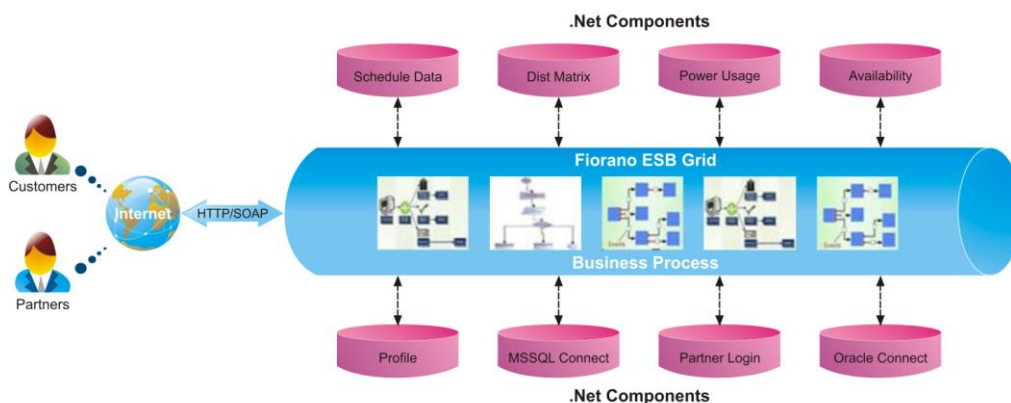 .Net Components
Schedule Data
Dist Matrix
Power Usage
Availability
Customers
Partners
Internet
HTTP/SOAP
Fiorano ESB Grid
Business Process
Profile
MSSQL Connect
Partner Login
Oracle Connect
.Net Components